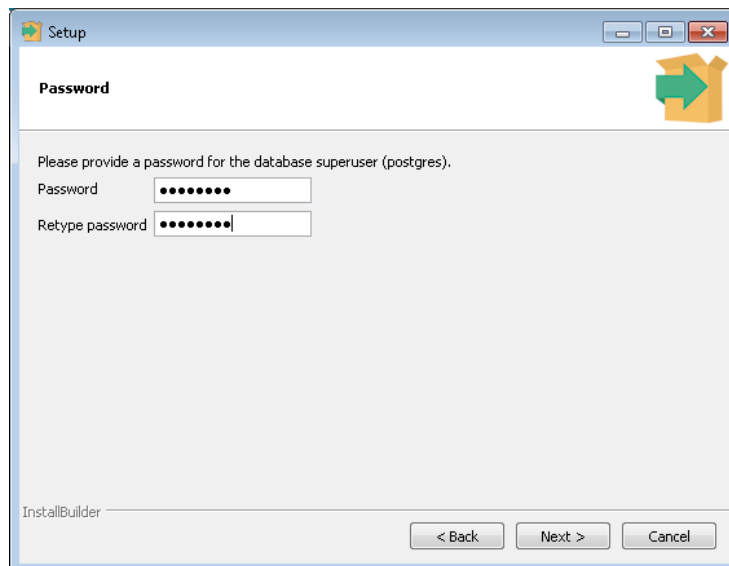 Setup
Password
Please provide a password for the database superuser (postgres).
Password ●●●●●●●●
Retype password ●●●●●●●●
InstallBuilder
< Back Next > Cancel